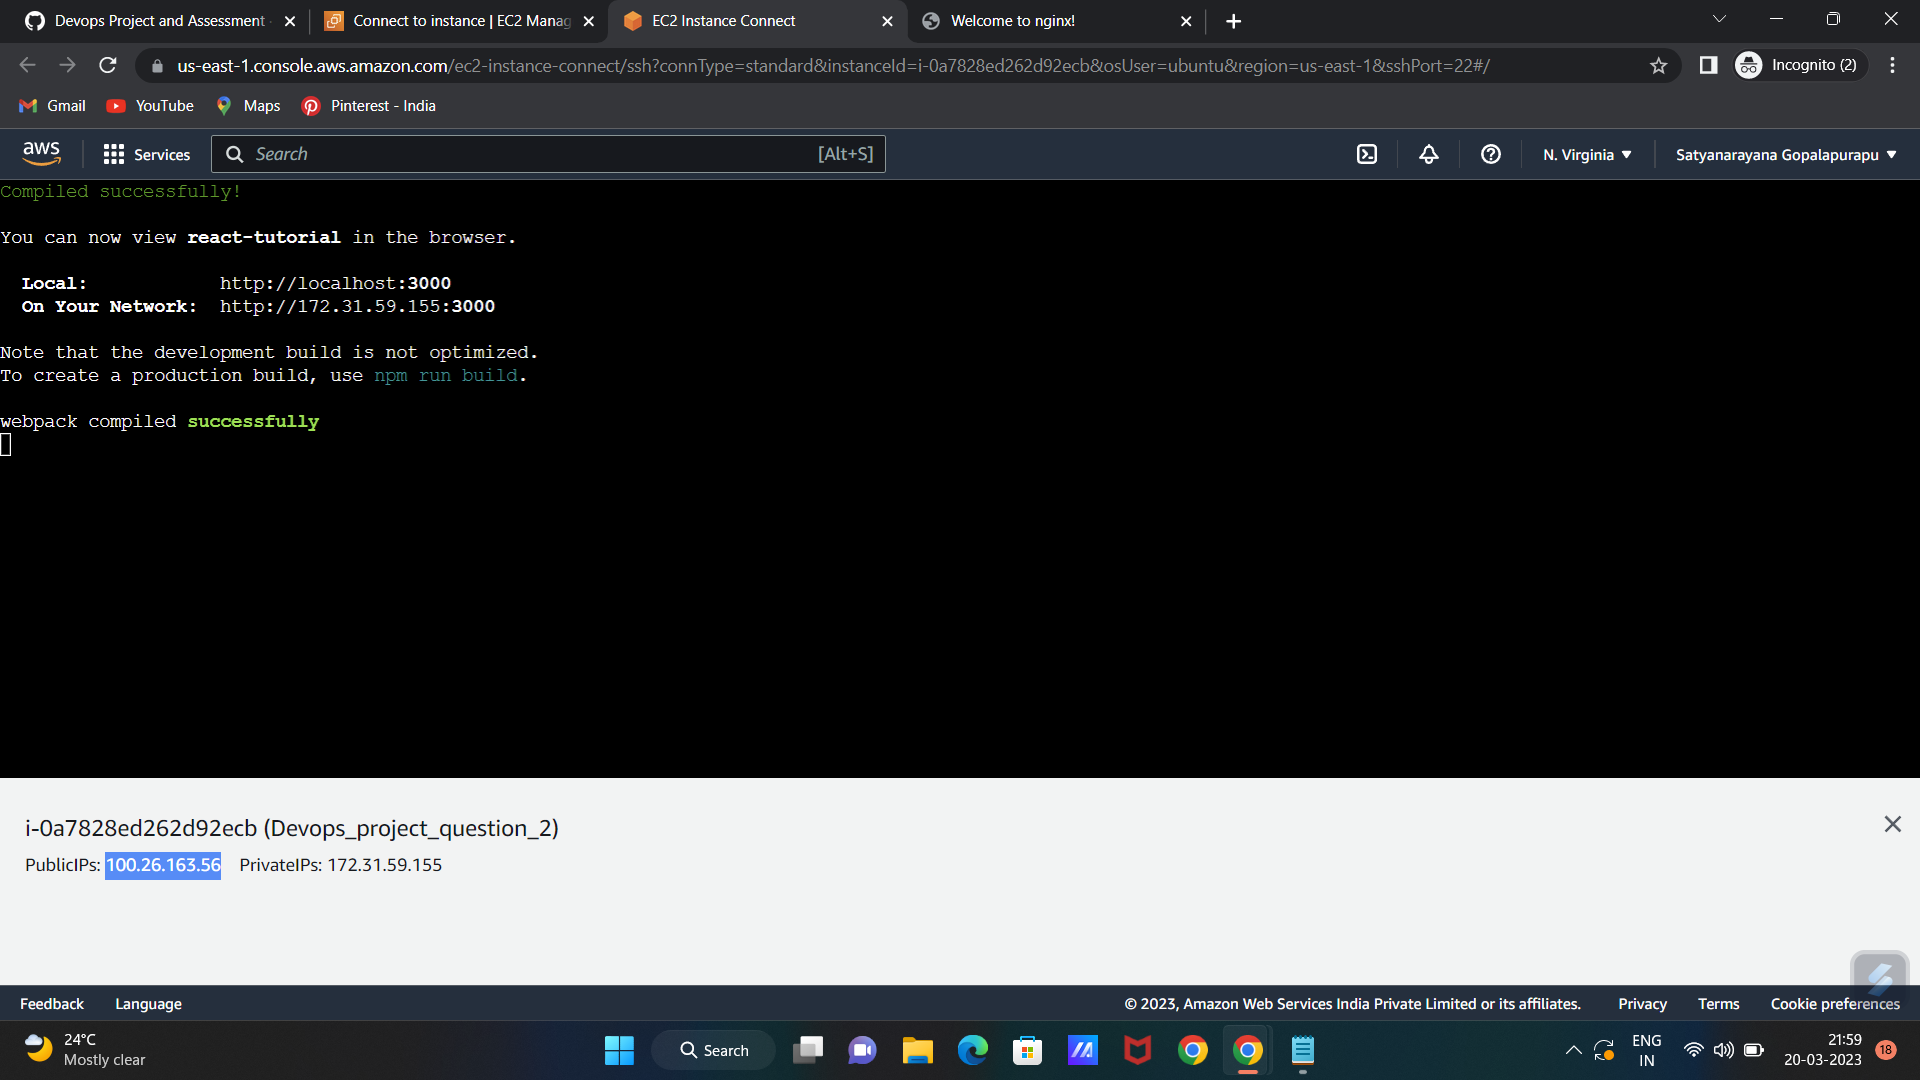 Devops Project and Assessment
Connect to instance | EC2 Manag
EC2 Instance Connect
Welcome to nginx!
us-east-1.console.aws.amazon.com/ec2-instance-connect/ssh?connType=standard&instanceId=i-0a7828ed262d92ecb&osUser=ubuntu&region=us-east-1&sshPort=22#/
Incognito (2)
Gmail
YouTube
Maps
Pinterest - India
aws
Services
Search
[Alt+S]
N. Virginia
Satyanarayana Gopalapurapu
Compiled successfully!
You can now view react-tutorial in the browser.
Local: http://localhost:3000
On Your Network: http://172.31.59.155:3000
Note that the development build is not optimized.
To create a production build, use npm run build.
webpack compiled successfully
i-0a7828ed262d92ecb (Devops_project_question_2)
PublicIPs: 100.26.163.56 PrivateIPs: 172.31.59.155
Feedback
Language
© 2023, Amazon Web Services India Private Limited or its affiliates.
Privacy
Terms
Cookie preferences
24°C
Mostly clear
Search
ENG
IN
21:59
20-03-2023
18